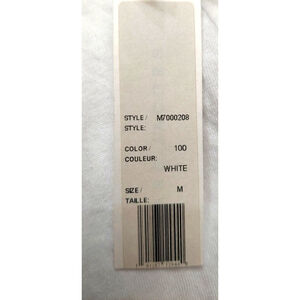 STYLE / M7000208
STYLE:
COLOR / 100
COULEUR:
WHITE
SIZE / M
TAILLE: